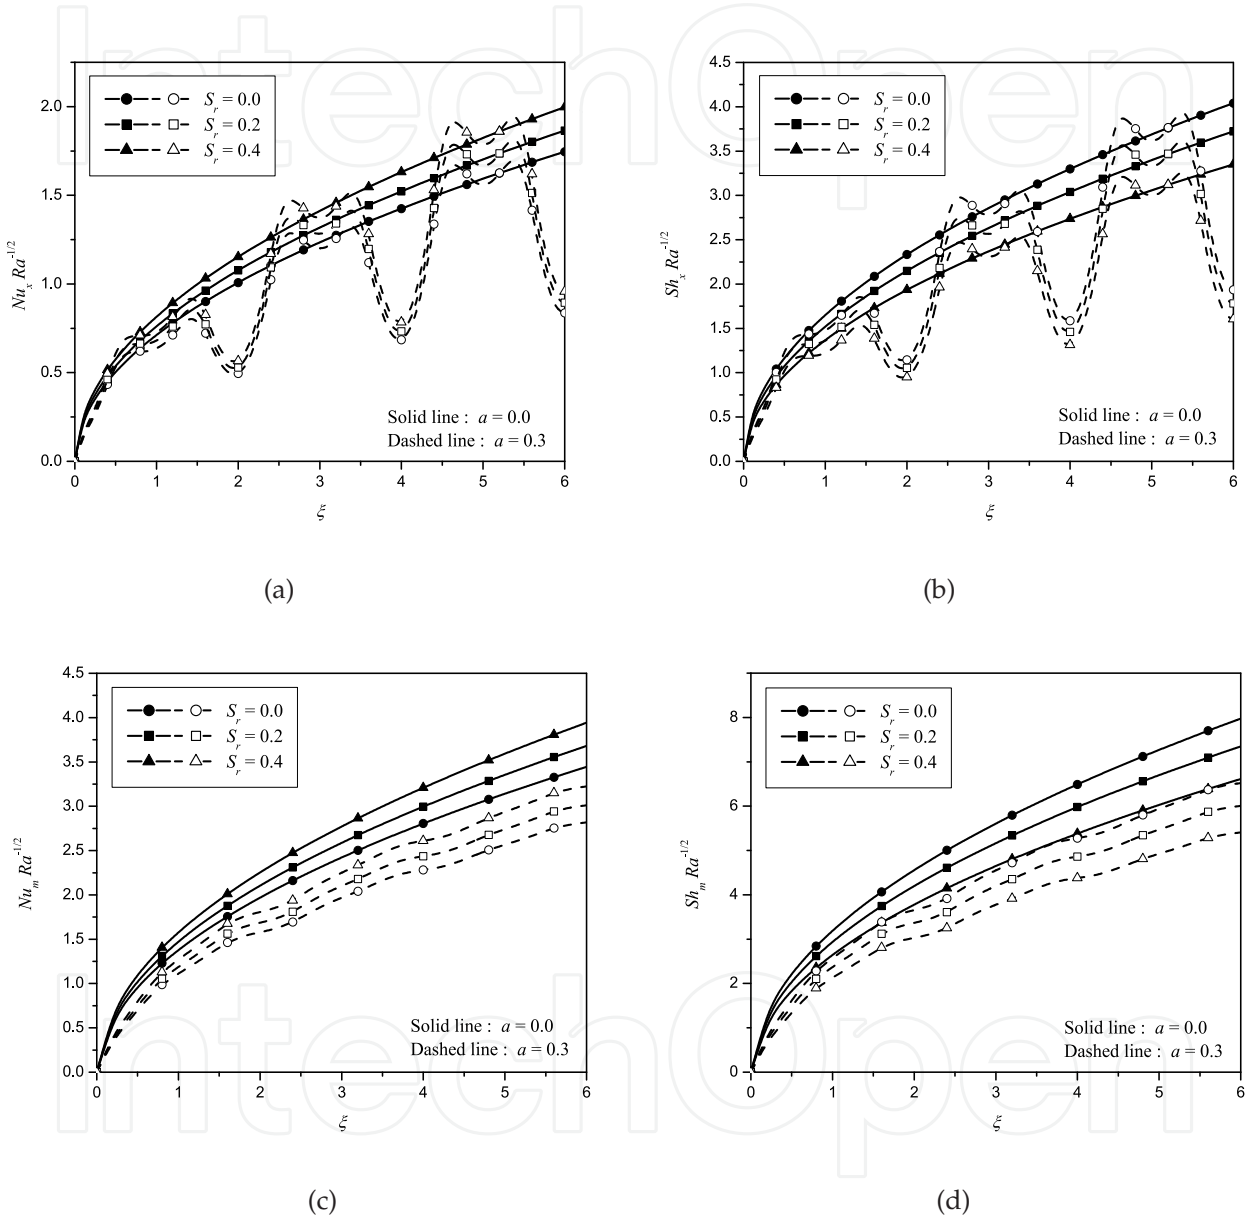 IntechOpen
IntechOpen
2.0
1.5
1.0
0.5
0.0
Nu_x Ra^{-1/2}
S_r = 0.0
S_r = 0.2
S_r = 0.4
Solid line : a = 0.0
Dashed line : a = 0.3
0 1 2 3 4 5 6
ξ
(a)
4.5
4.0
3.5
3.0
2.5
2.0
1.5
1.0
0.5
0.0
Sh_x Ra^{-1/2}
S_r = 0.0
S_r = 0.2
S_r = 0.4
Solid line : a = 0.0
Dashed line : a = 0.3
0 1 2 3 4 5 6
ξ
(b)
4.5
4.0
3.5
3.0
2.5
2.0
1.5
1.0
0.5
0.0
Nu_m Ra^{-1/2}
S_r = 0.0
S_r = 0.2
S_r = 0.4
Solid line : a = 0.0
Dashed line : a = 0.3
0 1 2 3 4 5 6
ξ
(c)
8
6
4
2
0
Sh_m Ra^{-1/2}
S_r = 0.0
S_r = 0.2
S_r = 0.4
Solid line : a = 0.0
Dashed line : a = 0.3
0 1 2 3 4 5 6
ξ
(d)